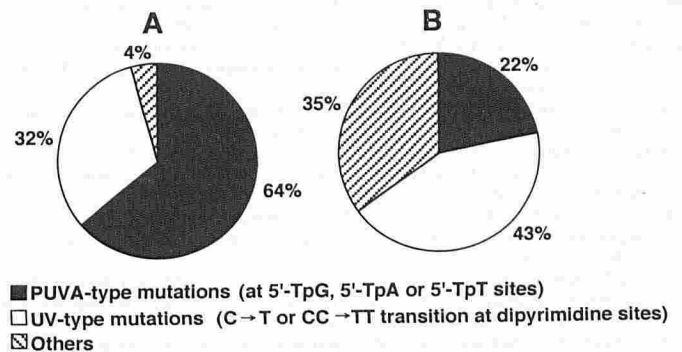 A
B
4%
22%
35%
32%
64%
43%
PUVA-type mutations (at 5'-TpG, 5'-TpA or 5'-TpT sites)
UV-type mutations (C→T or CC→TT transition at dipyrimidine sites)
Others